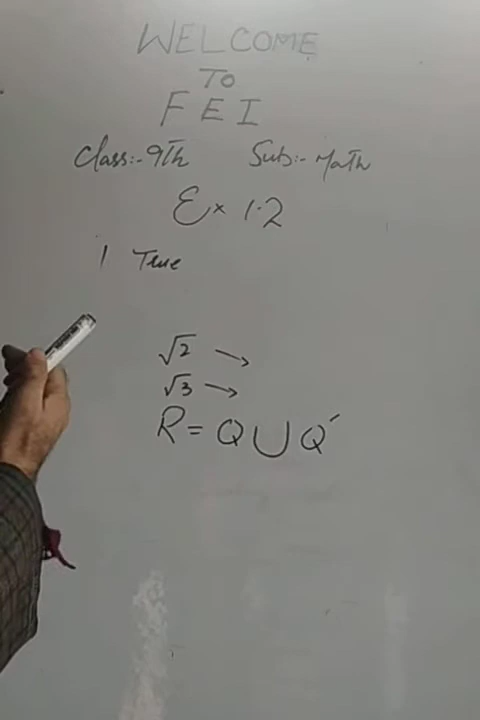 WELCOME
TO
FEI
Class:- 9Th Sub:- Math
Ex 1.2
1 True
√2 →
√3 →
R = Q ∪ Q′